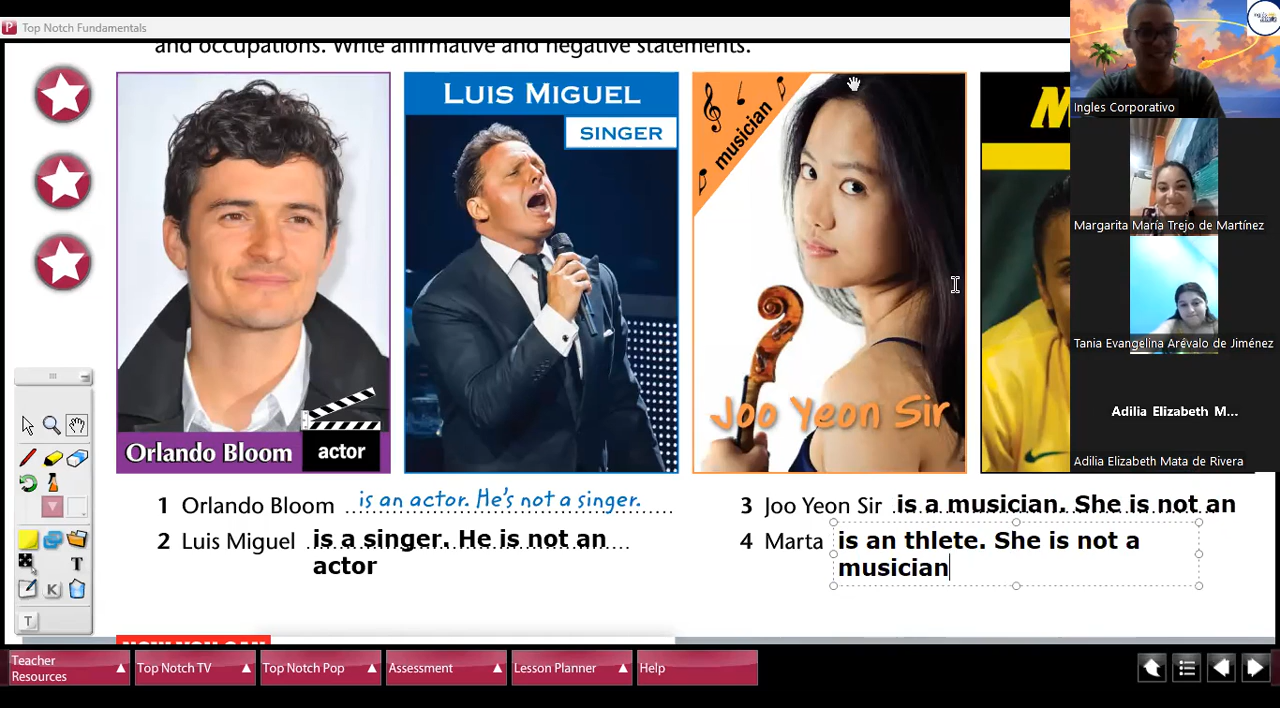 Top Notch Fundamentals
and occupations. Write affirmative and negative statements.
LUIS MIGUEL
SINGER
musician
M
Joo Yeon Sir
Orlando Bloom
actor
1 Orlando Bloom is an actor. He's not a singer.
2 Luis Miguel is a singer. He is not an
actor
3 Joo Yeon Sir is a musician. She is not an
4 Marta is an thlete. She is not a
musician
Ingles Corporativo
Margarita María Trejo de Martínez
Tania Evangelina Arévalo de Jiménez
Adilia Elizabeth M...
Adilia Elizabeth Mata de Rivera
T
K
T
NOW YOU CAN
Teacher
Resources
Top Notch TV
Top Notch Pop
Assessment
Lesson Planner
Help